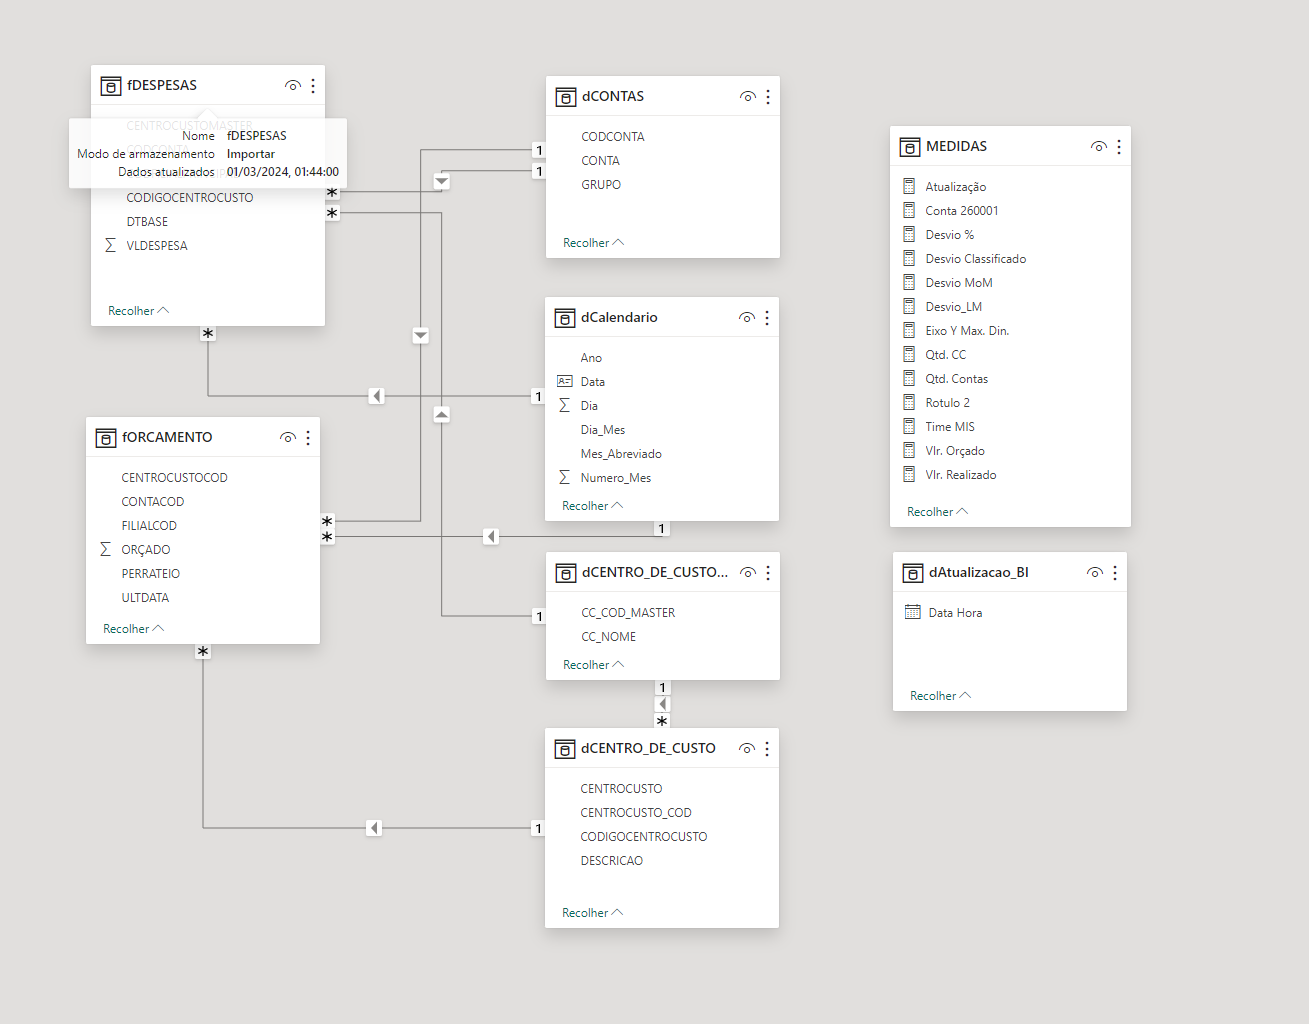 fDESPESAS
CENTROCUSTOMASTER
Nome fDESPESAS
Modo de armazenamento Importar
Dados atualizados 01/03/2024, 01:44:00
CODIGOCENTROCUSTO
DTBASE
VLDESPESA
Recolher
*
*
*
fORCAMENTO
CENTROCUSTOCOD
CONTACOD
FILIALCOD
ORÇADO
PERRATEIO
ULTDATA
Recolher
*
*
*
dCONTAS
CODCONTA
CONTA
GRUPO
Recolher
1
1
dCalendario
Ano
Data
Dia
Dia_Mes
Mes_Abreviado
Numero_Mes
Recolher
1
1
dCENTRO_DE_CUSTO...
CC_COD_MASTER
CC_NOME
Recolher
1
1
*
dCENTRO_DE_CUSTO
CENTROCUSTO
CENTROCUSTO_COD
CODIGOCENTROCUSTO
DESCRICAO
Recolher
1
MEDIDAS
Atualização
Conta 260001
Desvio %
Desvio Classificado
Desvio MoM
Desvio_LM
Eixo Y Max. Din.
Qtd. CC
Qtd. Contas
Rotulo 2
Time MIS
Vlr. Orçado
Vlr. Realizado
Recolher
dAtualizacao_BI
Data Hora
Recolher